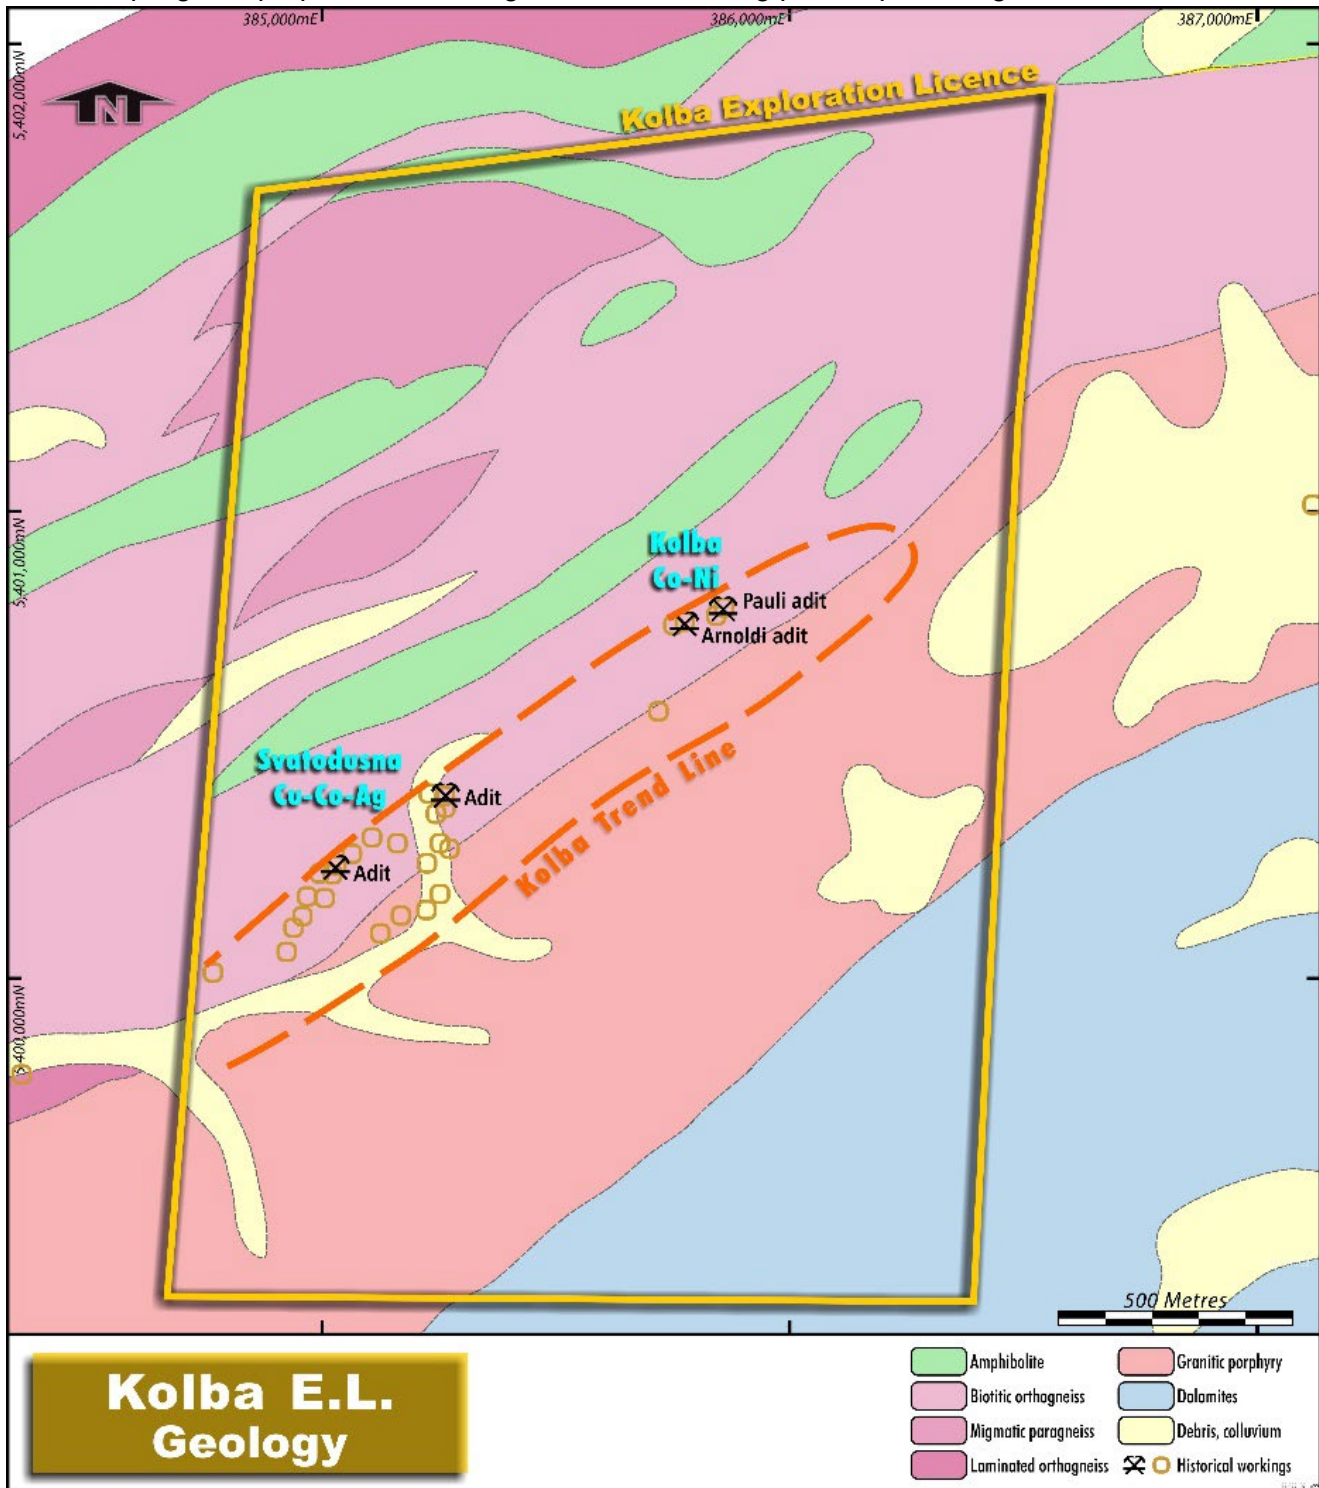 385,000mE
386,000mE
387,000mE
5,402,000mN
N
Kolba Exploration Licence
5,401,000mN
Kolba
Co-Ni
Pauli adit
Arnoldi adit
Svatodusna
Cu-Co-Ag
Adit
Adit
Kolba Trend Line
5,400,000mN
500 Metres
Kolba E.L.
Geology
Amphibolite
Biotitic orthogneiss
Migmatic paragneiss
Laminated orthogneiss
Granitic porphyry
Dolomites
Debris, colluvium
Historical workings